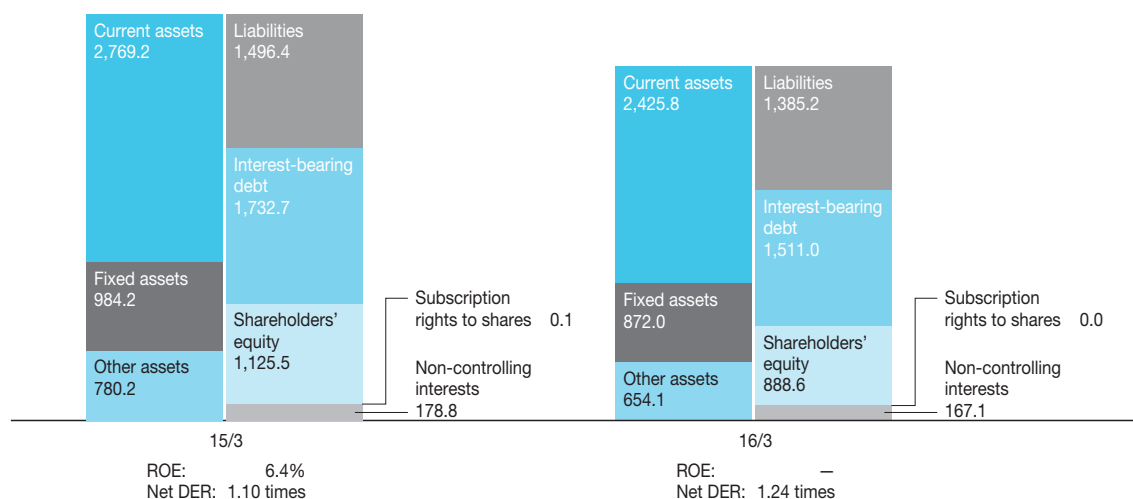 Current assets
2,769.2
Liabilities
1,496.4
Interest-bearing
debt
1,732.7
Fixed assets
984.2
Shareholders'
equity
1,125.5
Other assets
780.2
Subscription
rights to shares 0.1
Non-controlling
interests
178.8
15/3
ROE: 6.4%
Net DER: 1.10 times
Current assets
2,425.8
Liabilities
1,385.2
Interest-bearing
debt
1,511.0
Fixed assets
872.0
Shareholders'
equity
888.6
Other assets
654.1
Subscription
rights to shares 0.0
Non-controlling
interests
167.1
16/3
ROE: —
Net DER: 1.24 times